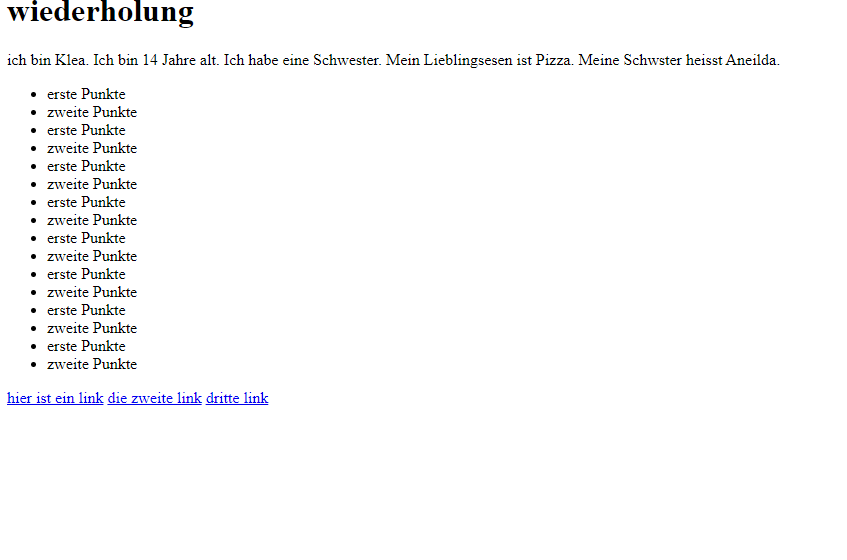 wiederholung
ich bin Klea. Ich bin 14 Jahre alt. Ich habe eine Schwester. Mein Lieblingsesen ist Pizza. Meine Schwster heisst Aneilda.
erste Punkte
zweite Punkte
erste Punkte
zweite Punkte
erste Punkte
zweite Punkte
erste Punkte
zweite Punkte
erste Punkte
zweite Punkte
erste Punkte
zweite Punkte
erste Punkte
zweite Punkte
erste Punkte
zweite Punkte
hier ist ein link die zweite link dritte link